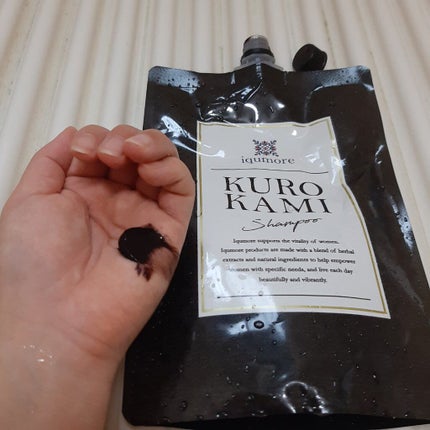 iqumore
KURO
KAMI
Shampoo
Iqumore supports the vitality of women.
Iqumore products are made with a blend of herbal
extracts and natural ingredients to help empower
women with specific needs, and live each day
beautifully and vibrantly.